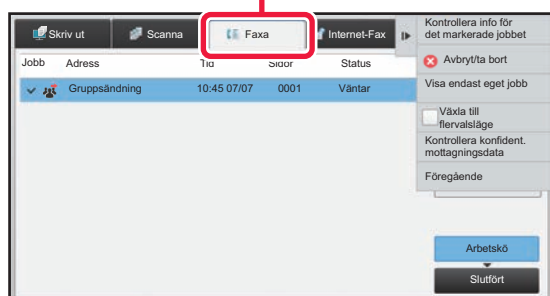 Skriv ut Scanna Faxa Internet-Fax
Jobb Adress Tid Sidor Status
Gruppsändning 10:45 07/07 0001 Väntar
Kontrollera info för
det markerade jobbet
Avbryt/ta bort
Visa endast eget jobb
Växla till
flervalsläge
Kontrollera konfident.
mottagningsdata
Föregående
Arbetskö
Slutfört